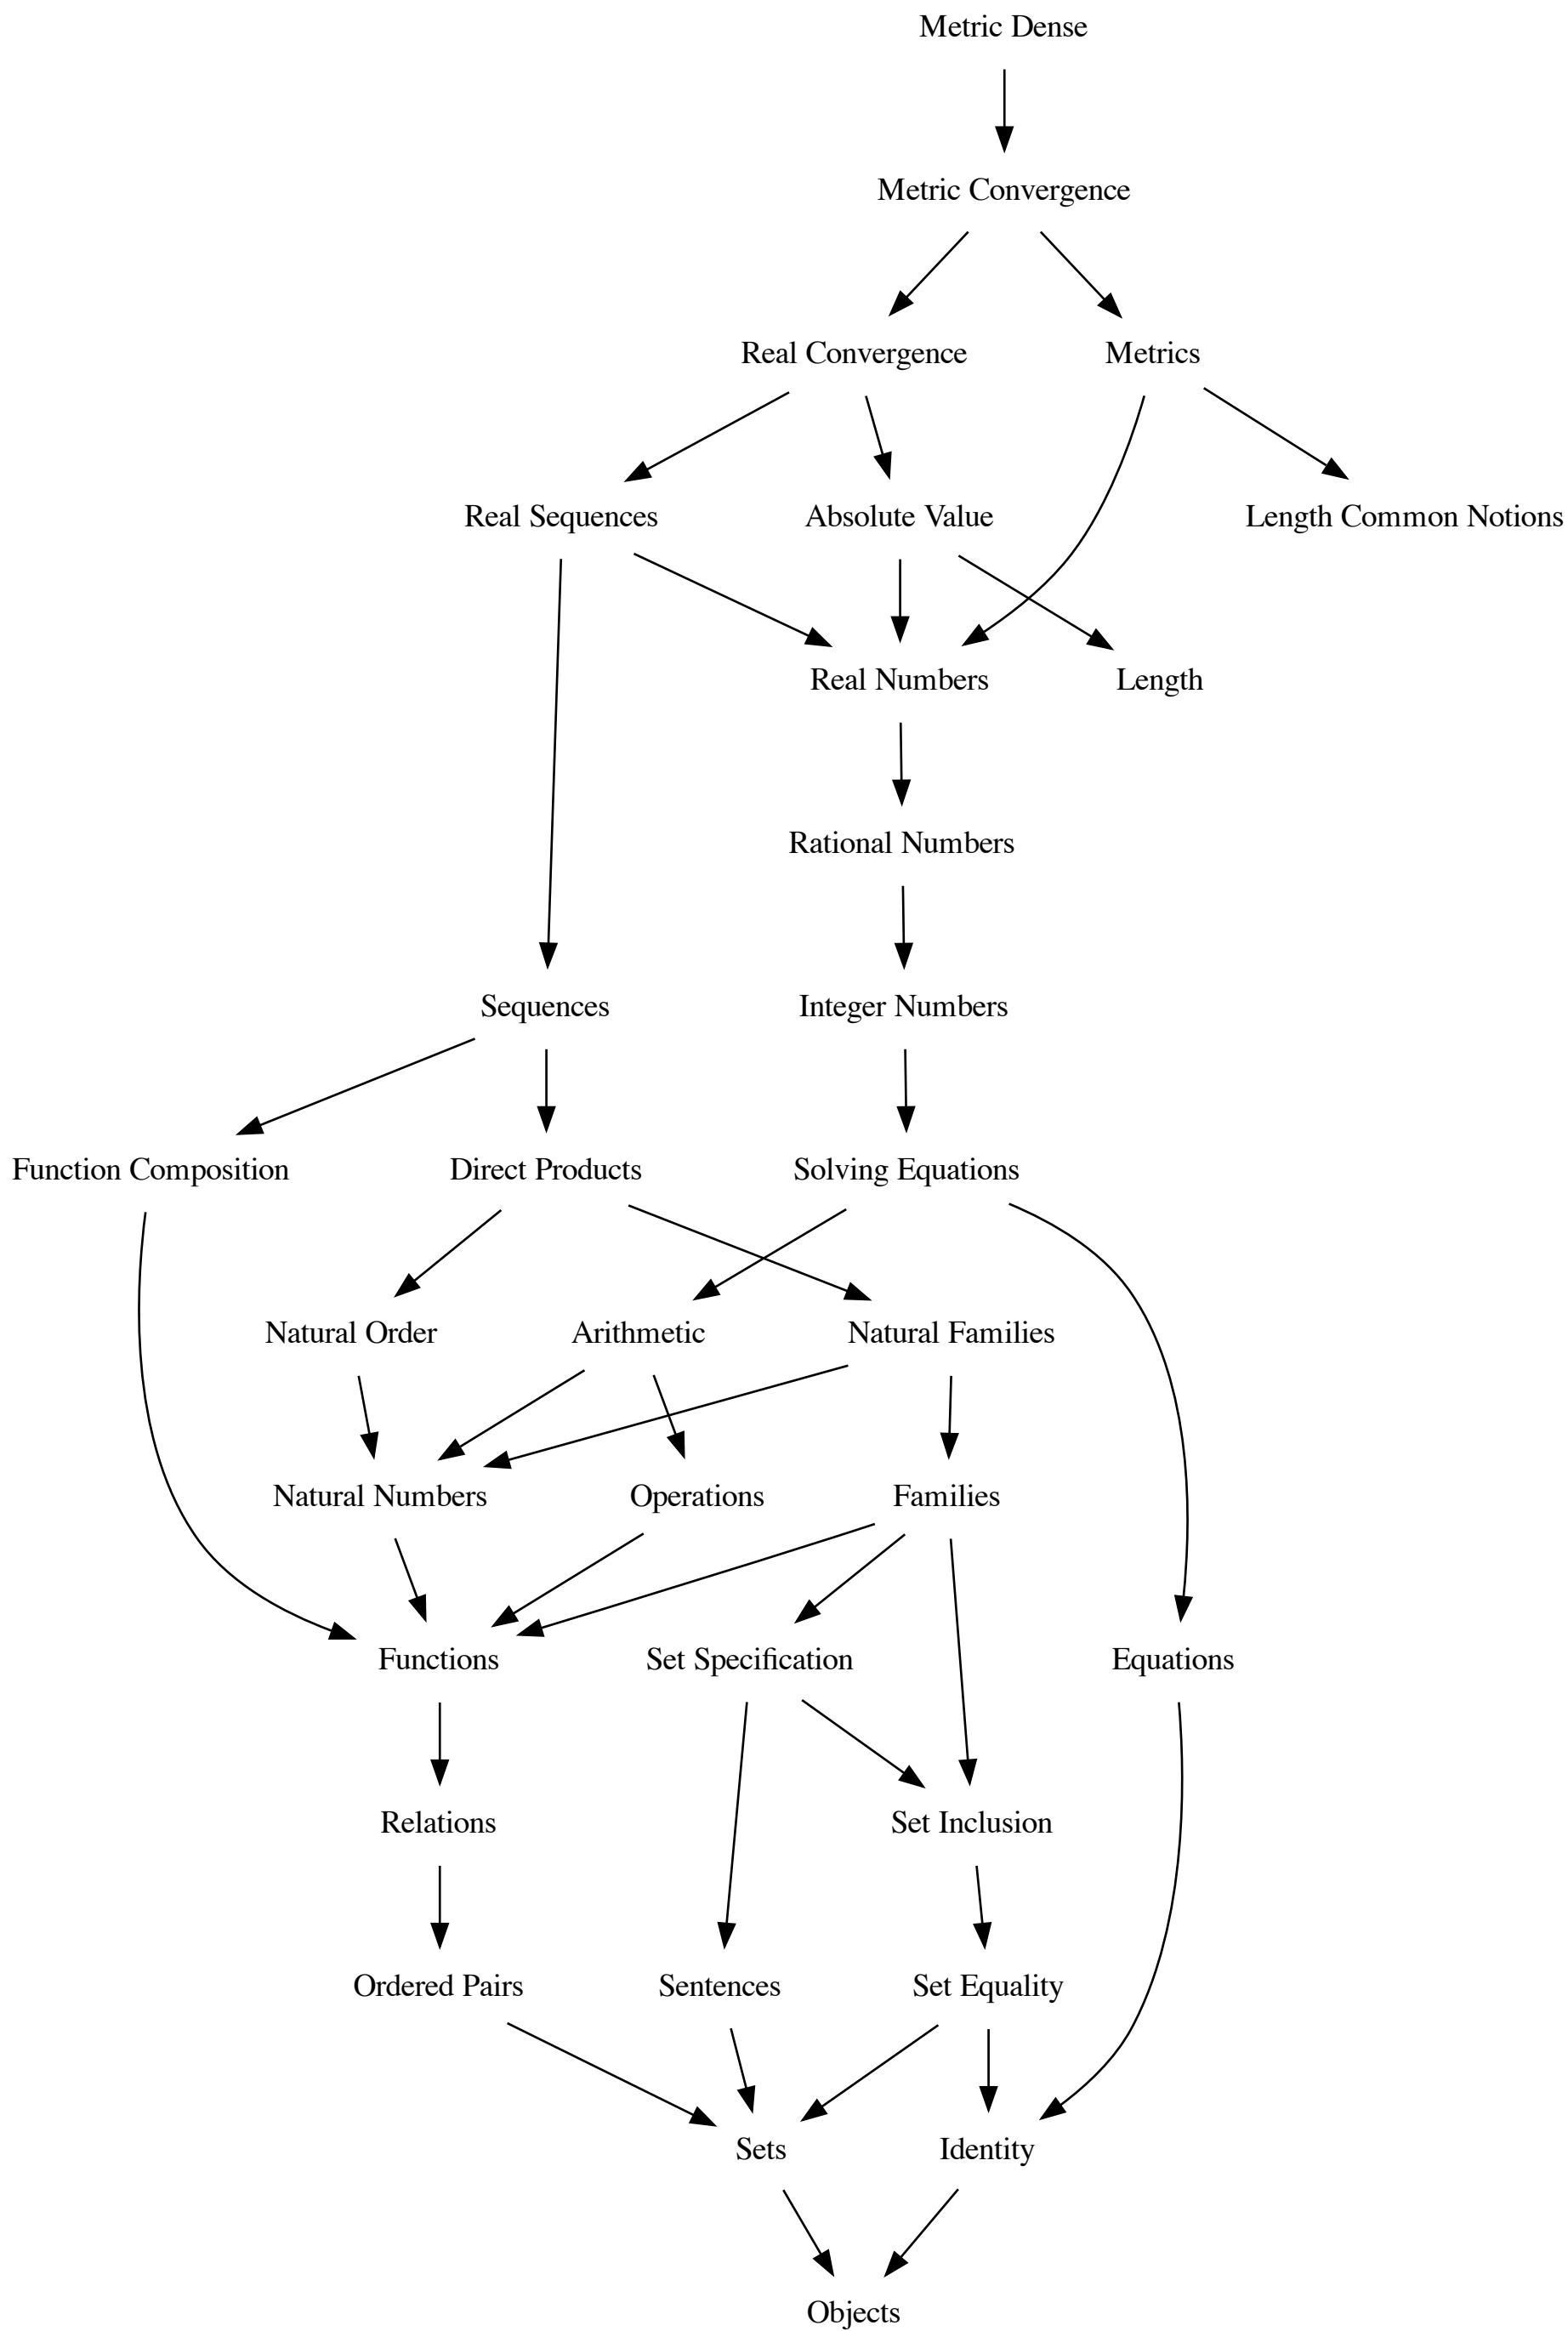 Metric Dense
Metric Convergence
Real Convergence
Metrics
Real Sequences
Absolute Value
Length Common Notions
Real Numbers
Length
Rational Numbers
Sequences
Integer Numbers
Function Composition
Direct Products
Solving Equations
Natural Order
Arithmetic
Natural Families
Natural Numbers
Operations
Families
Functions
Set Specification
Equations
Relations
Set Inclusion
Ordered Pairs
Sentences
Set Equality
Sets
Identity
Objects